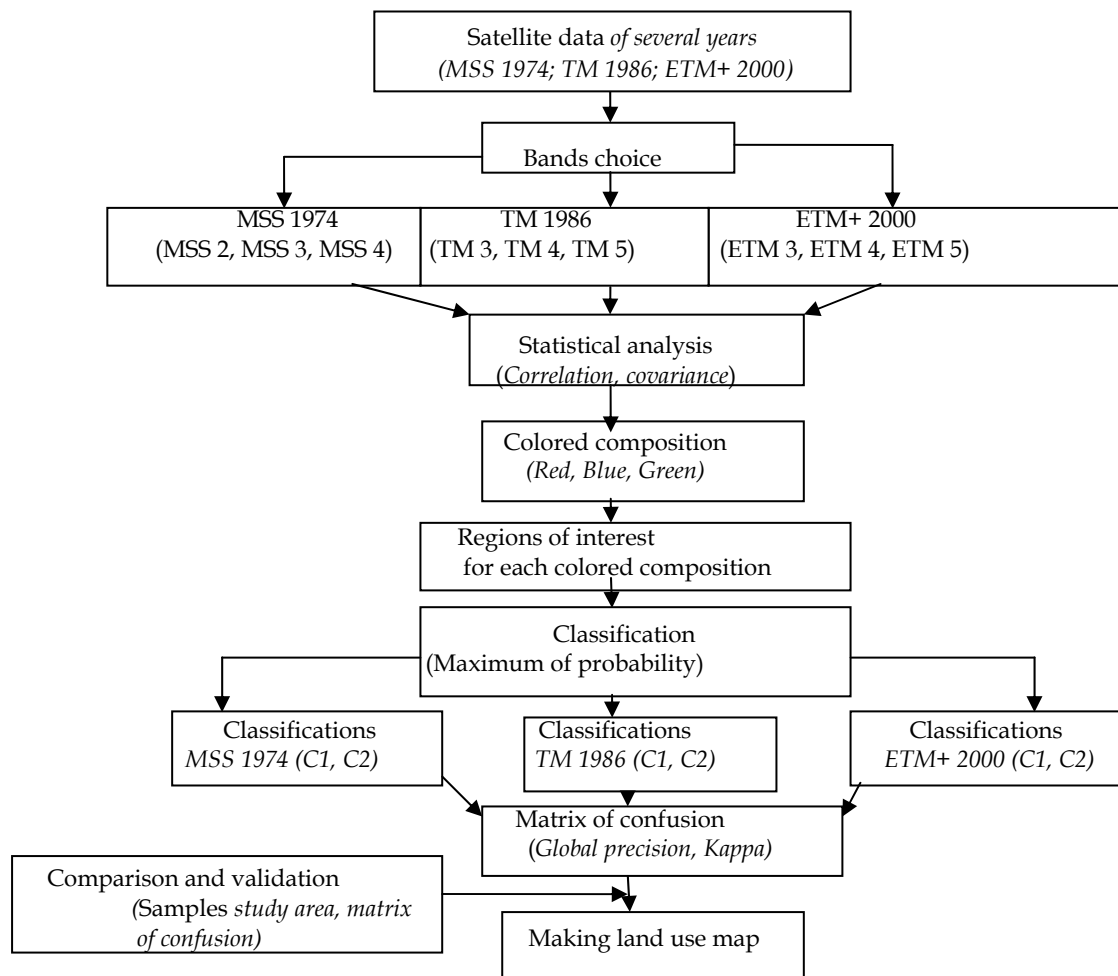 Satellite data of several years
(MSS 1974; TM 1986; ETM+ 2000)
Bands choice
MSS 1974
(MSS 2, MSS 3, MSS 4)
TM 1986
(TM 3, TM 4, TM 5)
ETM+ 2000
(ETM 3, ETM 4, ETM 5)
Statistical analysis
(Correlation, covariance)
Colored composition
(Red, Blue, Green)
Regions of interest
for each colored composition
Classification
(Maximum of probability)
Classifications
MSS 1974 (C1, C2)
Classifications
TM 1986 (C1, C2)
Classifications
ETM+ 2000 (C1, C2)
Matrix of confusion
(Global precision, Kappa)
Comparison and validation
(Samples study area, matrix
of confusion)
Making land use map